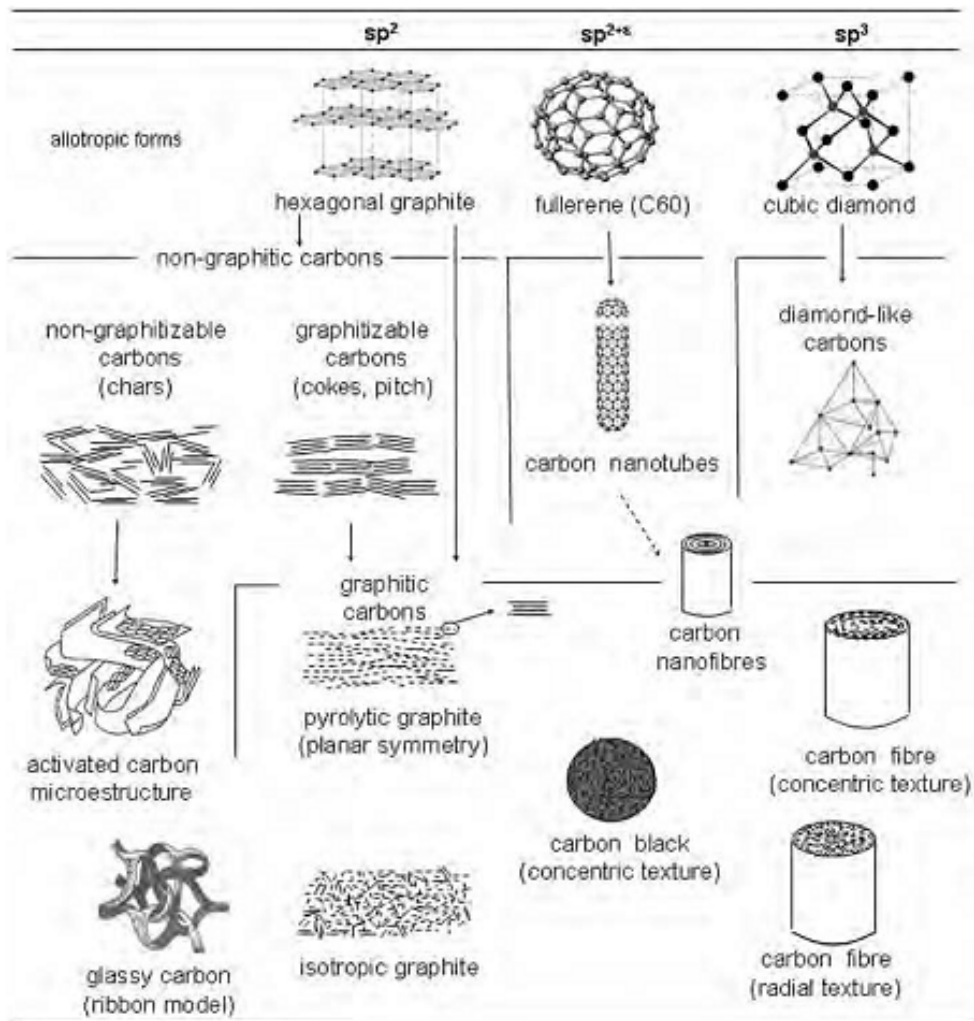 sp² sp²⁺ᵋ sp³
allotropic forms
hexagonal graphite
fullerene (C60)
cubic diamond
non-graphitic carbons
non-graphitizable
carbons
(chars)
graphitizable
carbons
(cokes, pitch)
carbon nanotubes
diamond-like
carbons
graphitic
carbons
pyrolytic graphite
(planar symmetry)
carbon
nanofibres
activated carbon
microestructure
carbon black
(concentric texture)
carbon fibre
(concentric texture)
glassy carbon
(ribbon model)
isotropic graphite
carbon fibre
(radial texture)